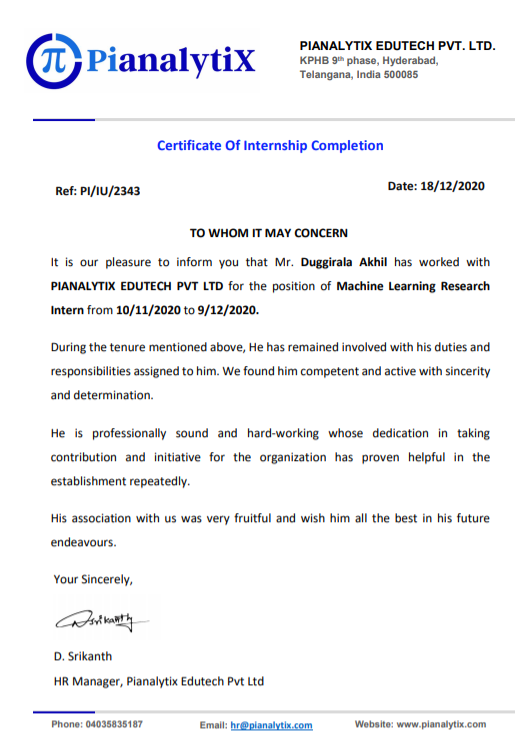 π PianalytiX
PIANALYTIX EDUTECH PVT. LTD.
KPHB 9th phase, Hyderabad,
Telangana, India 500085
Certificate Of Internship Completion
Ref: PI/IU/2343
Date: 18/12/2020
TO WHOM IT MAY CONCERN
It is our pleasure to inform you that Mr. Duggirala Akhil has worked with
PIANALYTIX EDUTECH PVT LTD for the position of Machine Learning Research
Intern from 10/11/2020 to 9/12/2020.
During the tenure mentioned above, He has remained involved with his duties and
responsibilities assigned to him. We found him competent and active with sincerity
and determination.
He is professionally sound and hard-working whose dedication in taking
contribution and initiative for the organization has proven helpful in the
establishment repeatedly.
His association with us was very fruitful and wish him all the best in his future
endeavours.
Your Sincerely,
Dsrikanth
D. Srikanth
HR Manager, Pianalytix Edutech Pvt Ltd
Phone: 04035835187
Email: hr@pianalytix.com
Website: www.pianalytix.com